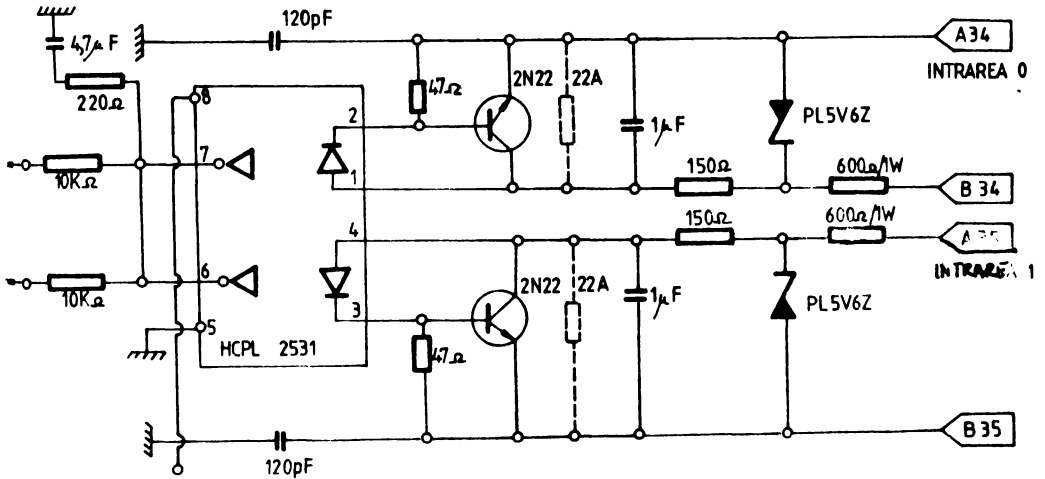 120pF
A34
INTRAREA 0
4,7µF
220Ω
47Ω
2N22
22A
1µF
PL5V6Z
8
2
7
1
10KΩ
150Ω
600Ω/1W
B34
4
150Ω
600Ω/1W
INTRAREA 1
6
3
10KΩ
2N22
22A
1µF
PL5V6Z
5
HCPL 2531
47Ω
B35
120pF